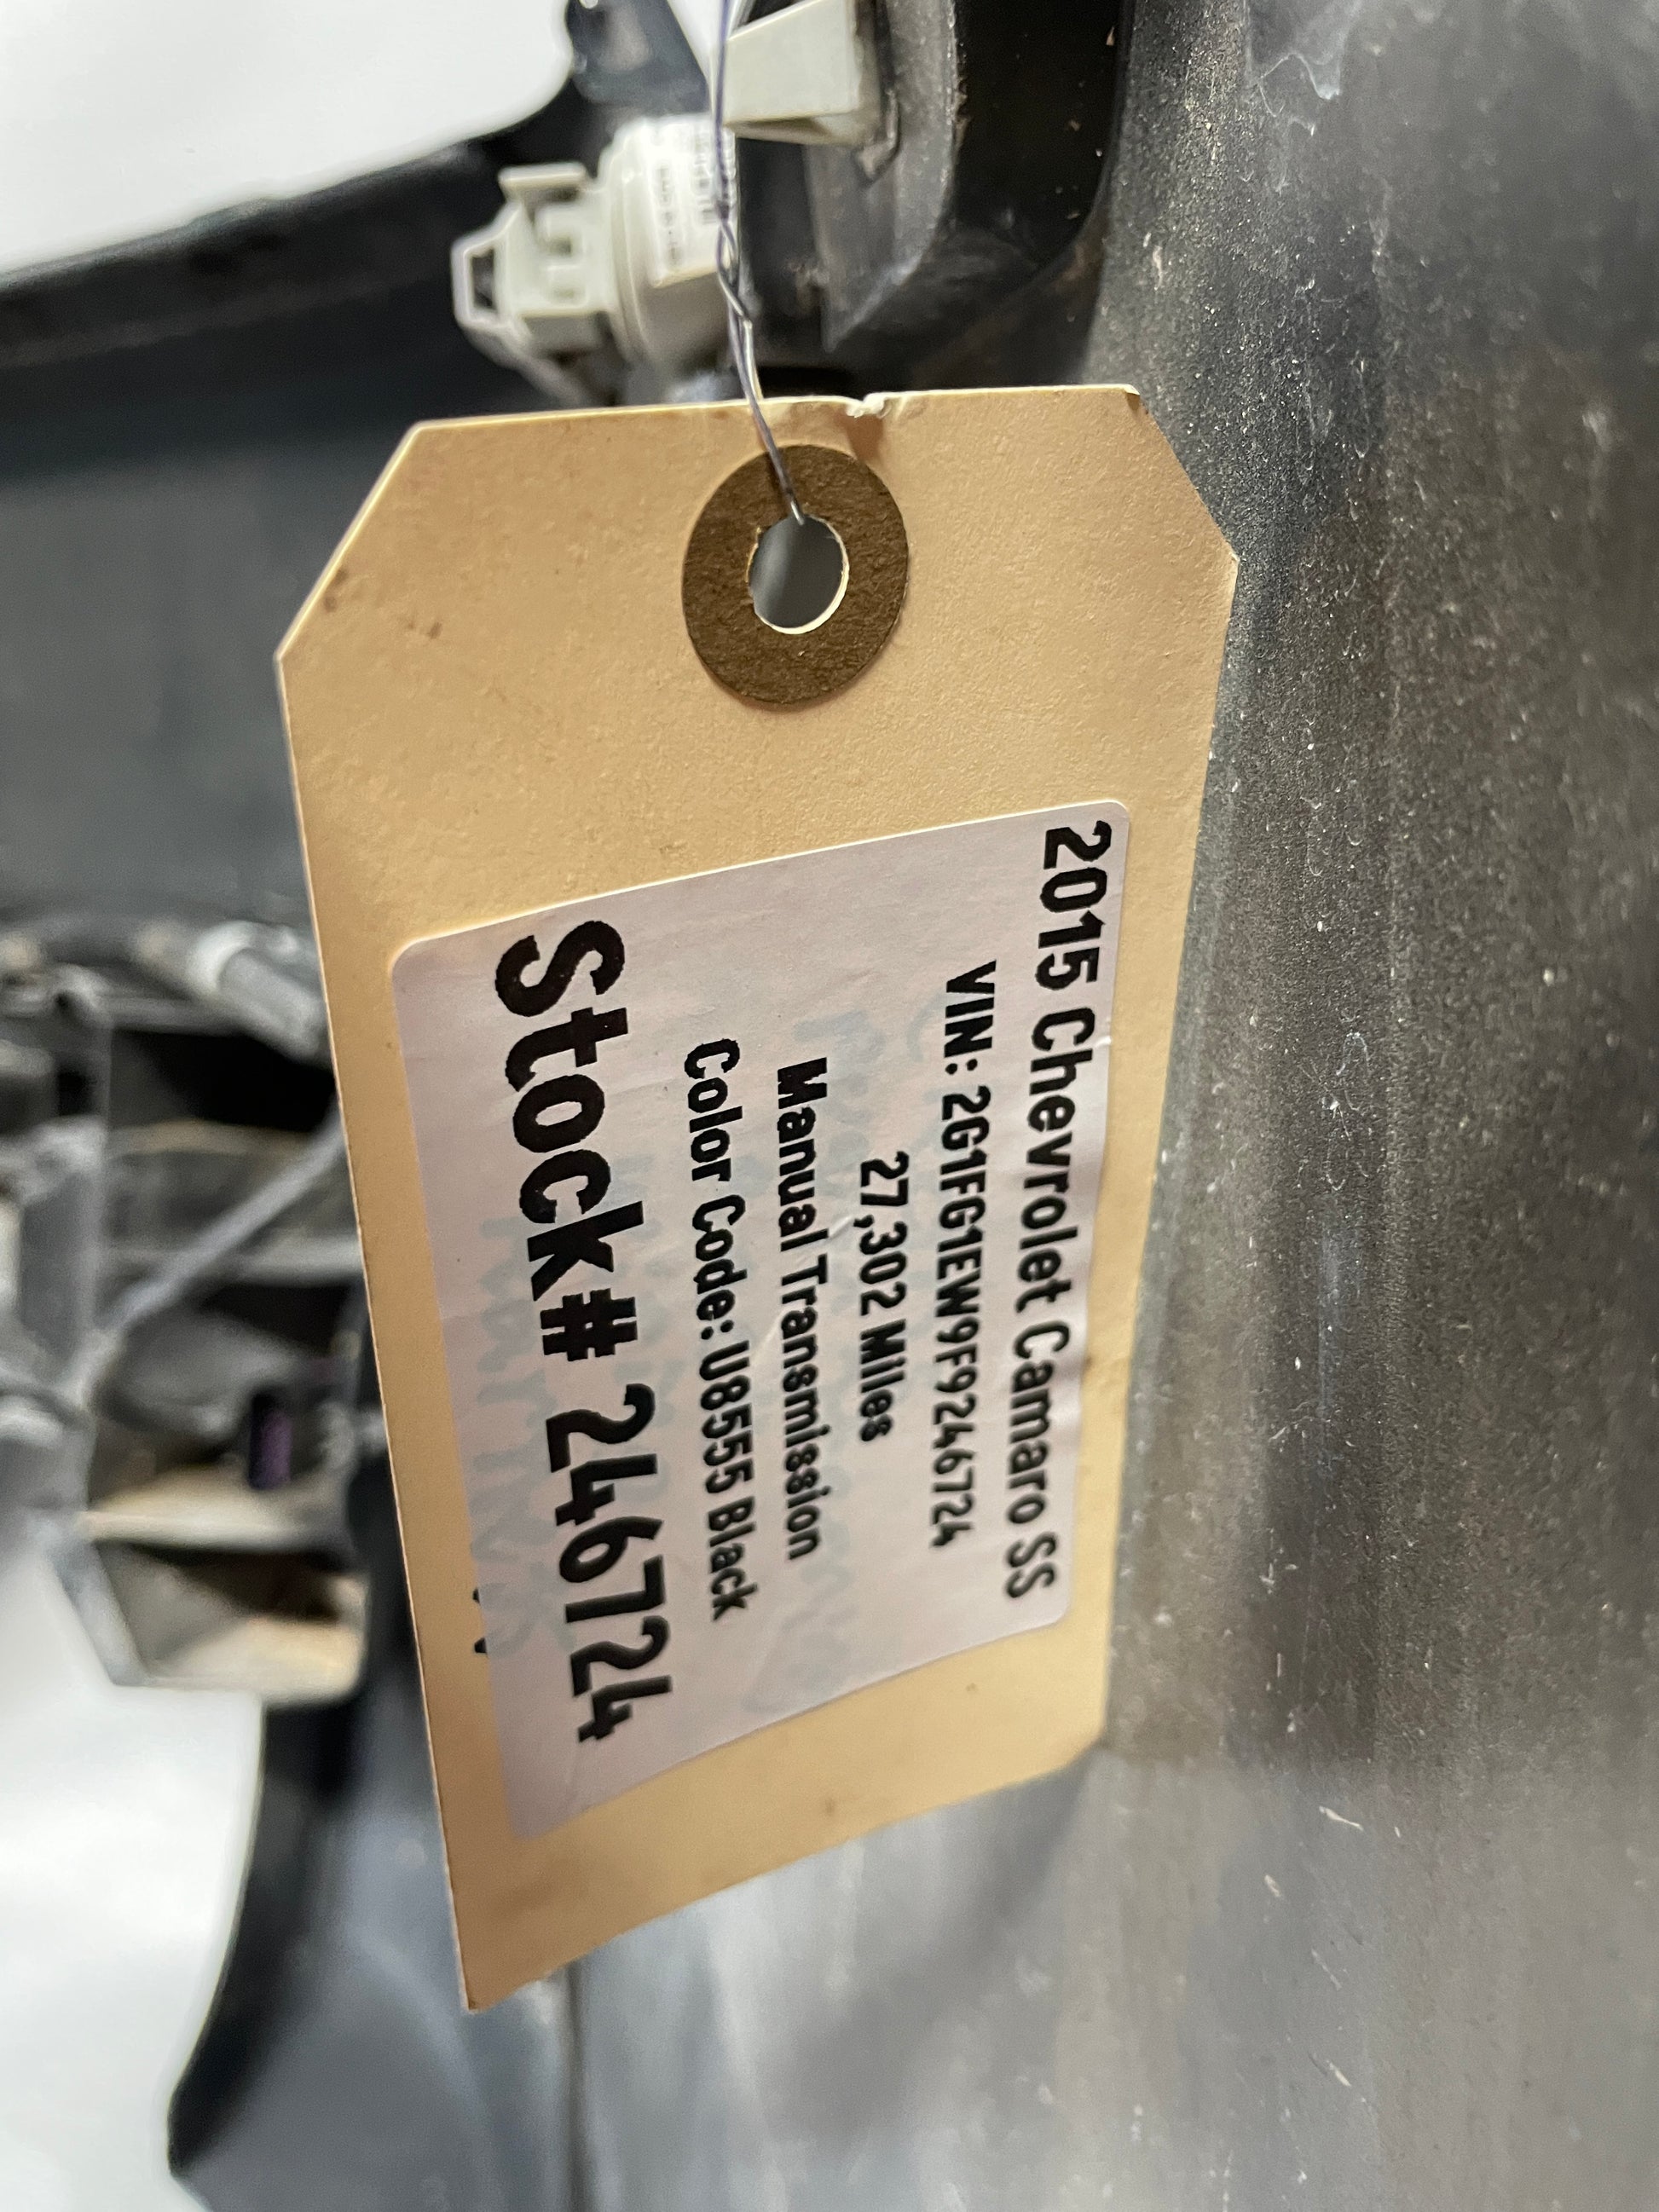 2015 Chevrolet Camaro SS
VIN: 2G1FG1EW9F9246724
27,302 Miles
Manual Transmission
Color Code: U8555 Black
Stock# 246724